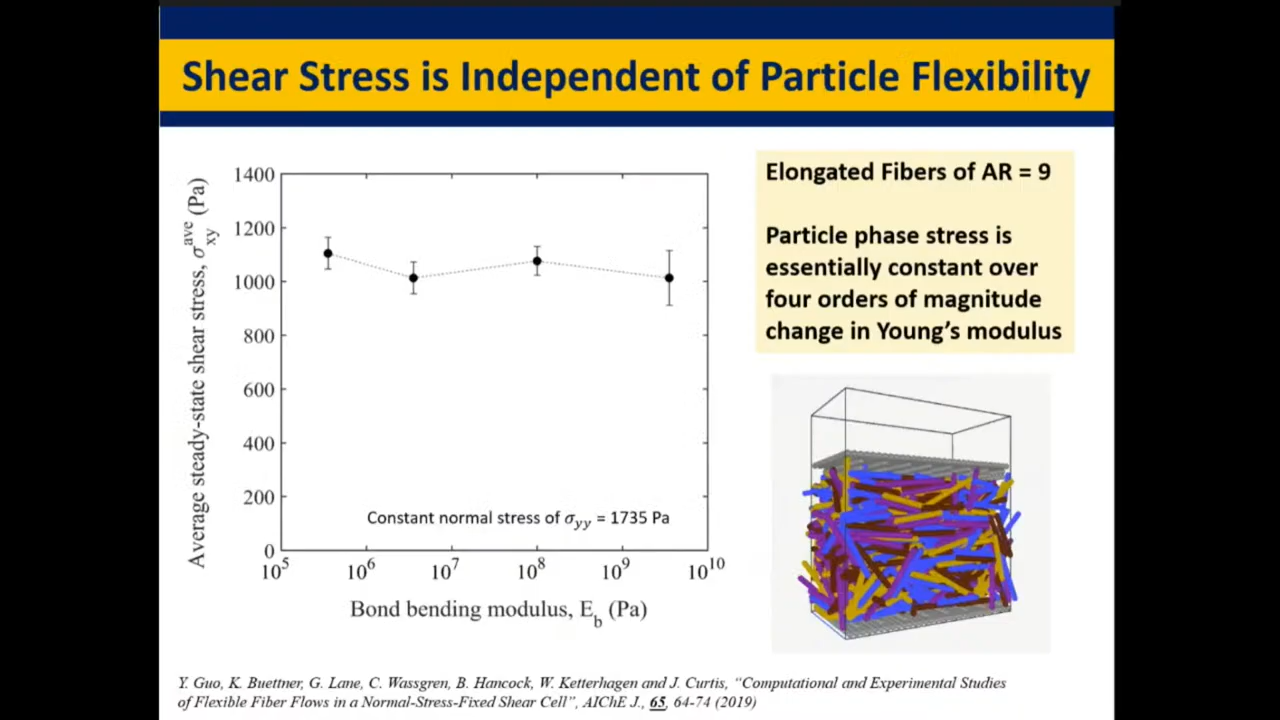 Shear Stress is Independent of Particle Flexibility
Average steady-state shear stress, σ_xy^ave (Pa)
1400
1200
1000
800
600
400
200
0
Constant normal stress of σ_yy = 1735 Pa
10^5 10^6 10^7 10^8 10^9 10^10
Bond bending modulus, E_b (Pa)
Elongated Fibers of AR = 9
Particle phase stress is
essentially constant over
four orders of magnitude
change in Young's modulus
Y. Guo, K. Buettner, G. Lane, C. Wassgren, B. Hancock, W. Ketterhagen and J. Curtis, “Computational and Experimental Studies
of Flexible Fiber Flows in a Normal-Stress-Fixed Shear Cell”, AIChE J., 65, 64-74 (2019)